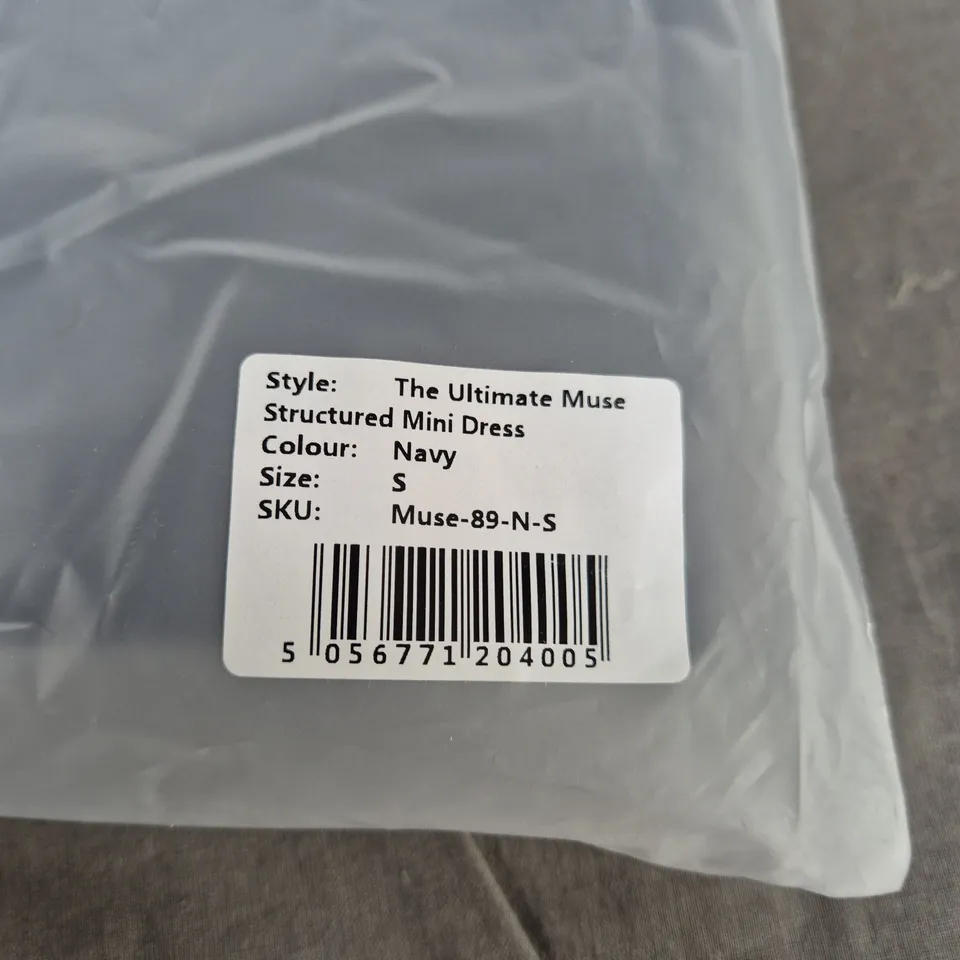 Style: The Ultimate Muse
Structured Mini Dress
Colour: Navy
Size: S
SKU: Muse-89-N-S
5 056771 204005